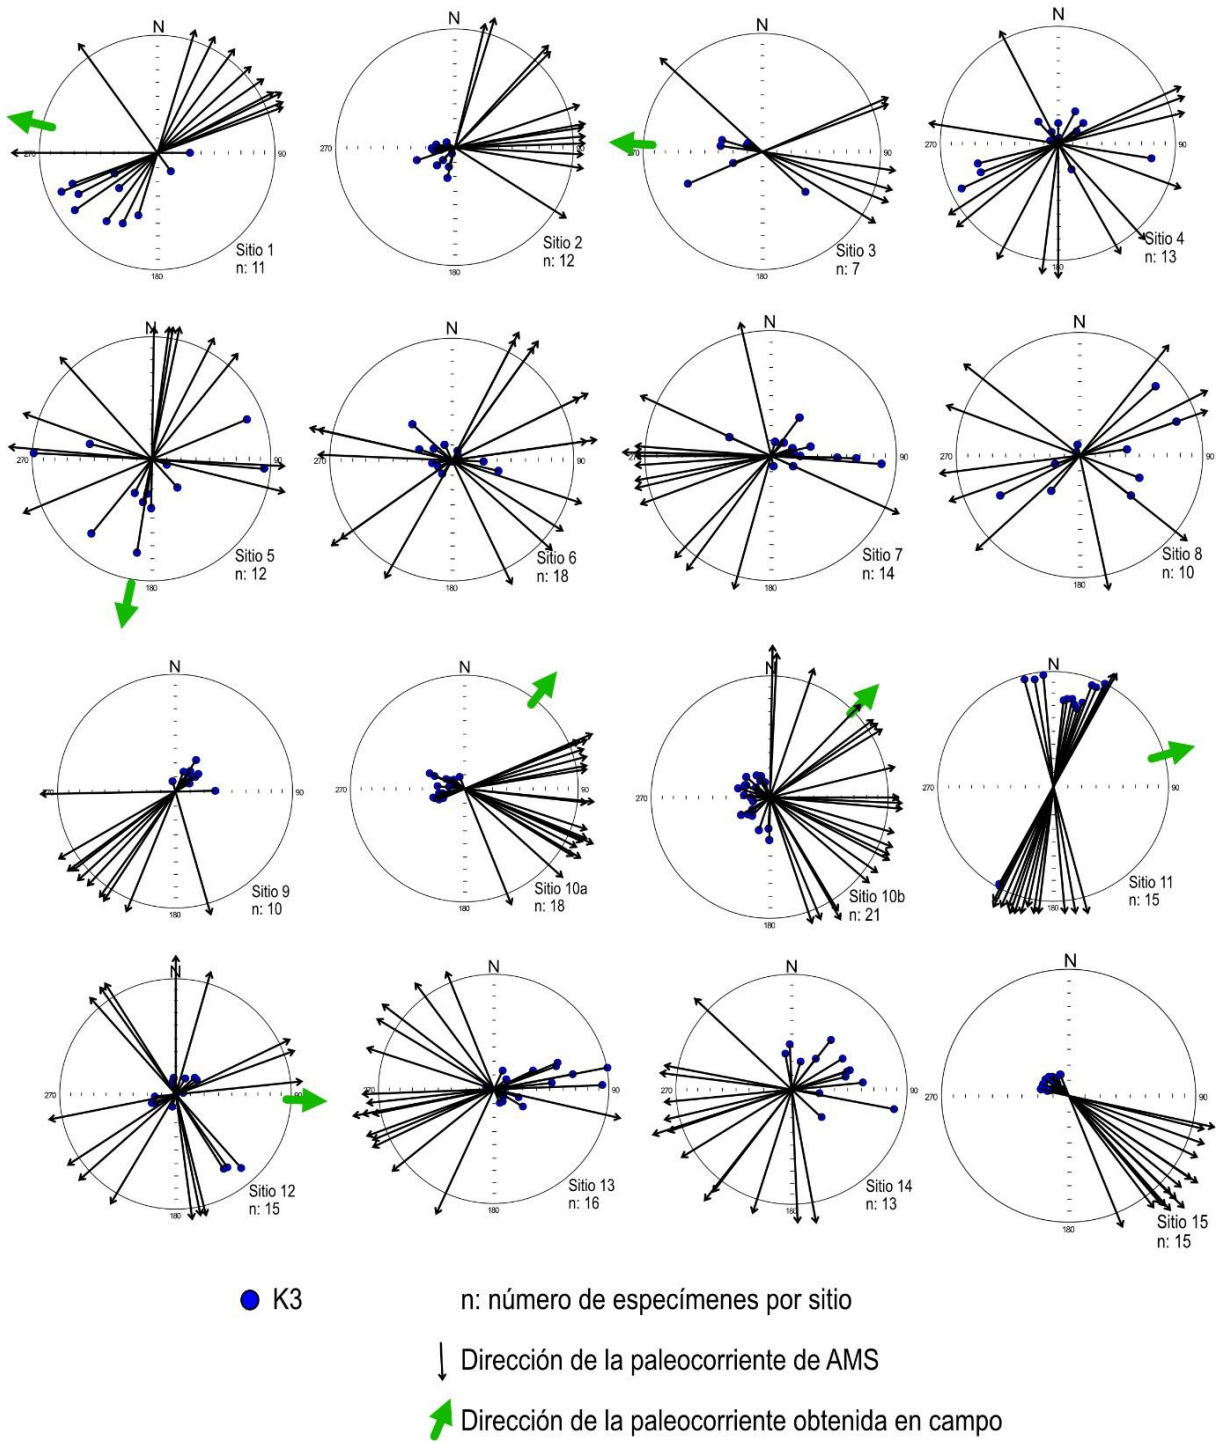 N
270
90
Sitio 1
n: 11
180
N
90
Sitio 2
n: 12
180
N
270
90
Sitio 3
n: 7
180
N
270
90
Sitio 4
n: 13
180
N
270
90
Sitio 5
n: 12
180
N
270
90
Sitio 6
n: 18
180
N
270
90
Sitio 7
n: 14
180
N
270
90
Sitio 8
n: 10
180
N
90
Sitio 9
n: 10
180
N
270
90
Sitio 10a
n: 18
180
N
270
90
Sitio 10b
n: 21
180
N
270
90
Sitio 11
n: 15
180
N
270
90
Sitio 12
n: 15
180
N
270
90
Sitio 13
n: 16
180
N
270
90
Sitio 14
n: 13
180
N
270
90
Sitio 15
n: 15
180
K3
n: número de especímenes por sitio
Dirección de la paleocorriente de AMS
Dirección de la paleocorriente obtenida en campo